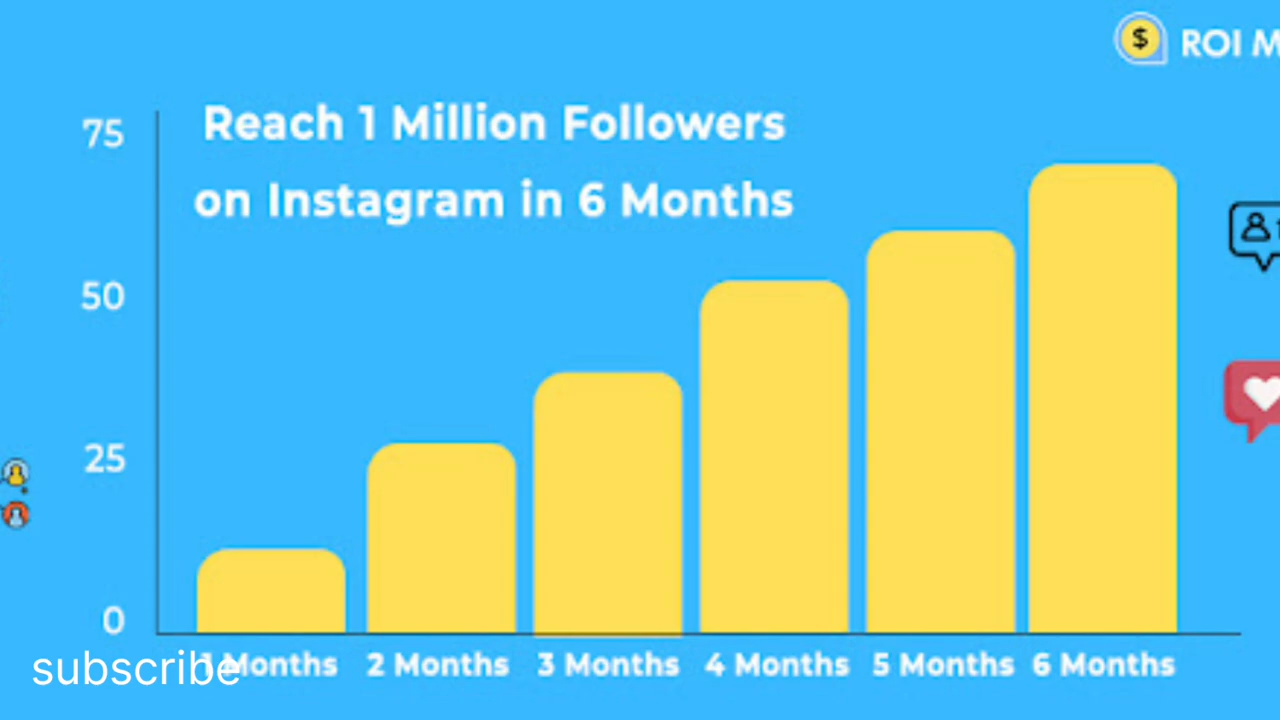 ROI M
Reach 1 Million Followers
on Instagram in 6 Months
75
50
25
0
1 Months 2 Months 3 Months 4 Months 5 Months 6 Months
subscribe